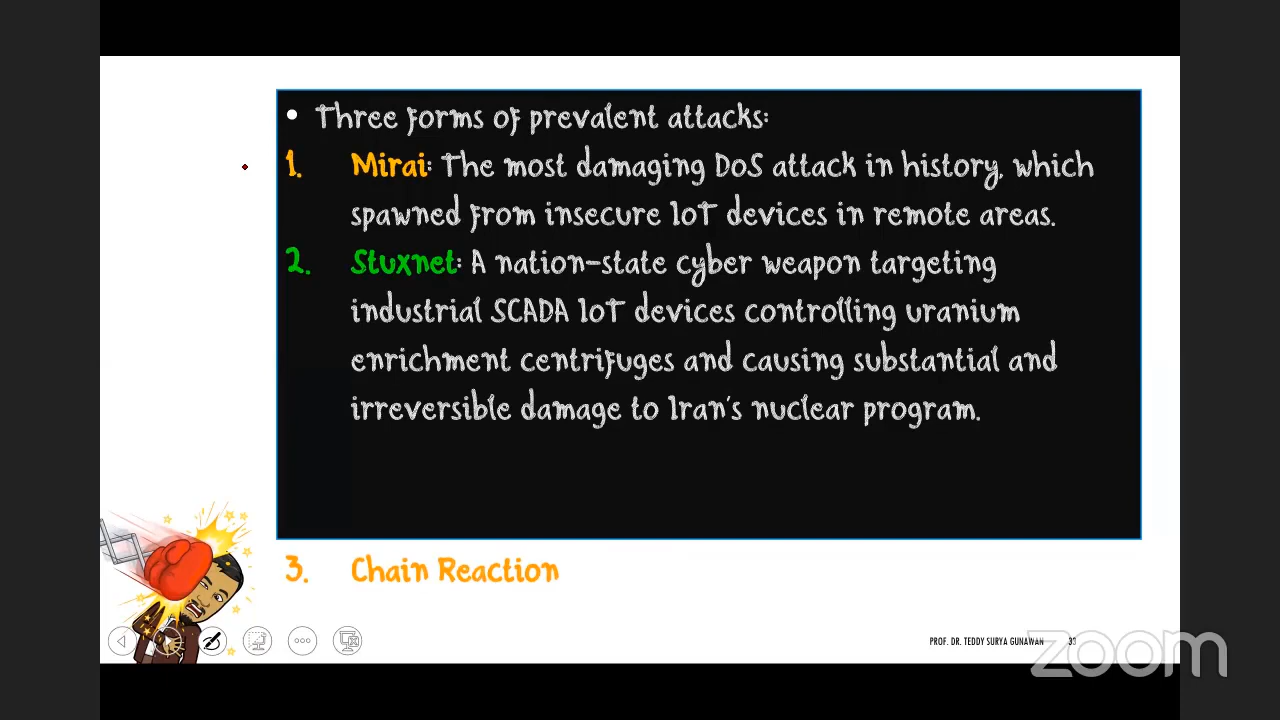 • Three forms of prevalent attacks:
1. Mirai: The most damaging DoS attack in history, which
spawned from insecure IoT devices in remote areas.
2. Stuxnet: A nation-state cyber weapon targeting
industrial SCADA IoT devices controlling uranium
enrichment centrifuges and causing substantial and
irreversible damage to Iran's nuclear program.
3. Chain Reaction
PROF. DR. TEDDY SURYA GUNAWAN 33
zoom